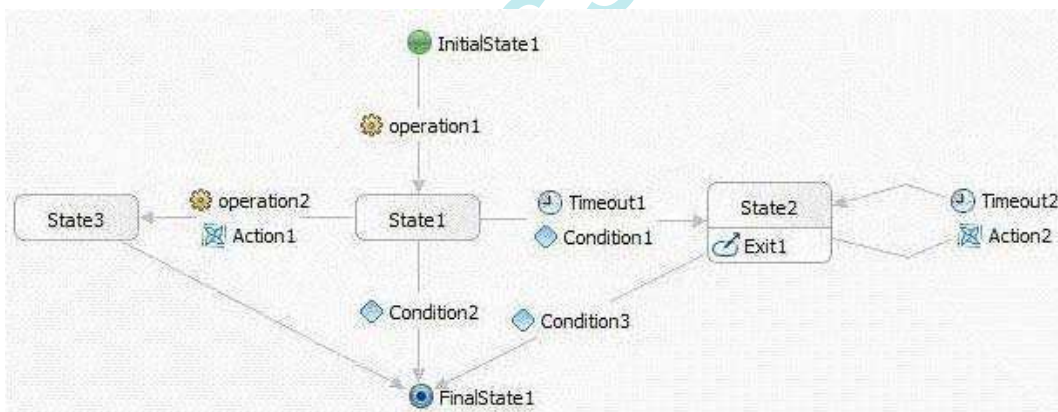 InitialState1
operation1
operation2
Action1
State3
State1
Timeout1
Condition1
State2
Exit1
Timeout2
Action2
Condition2
Condition3
FinalState1